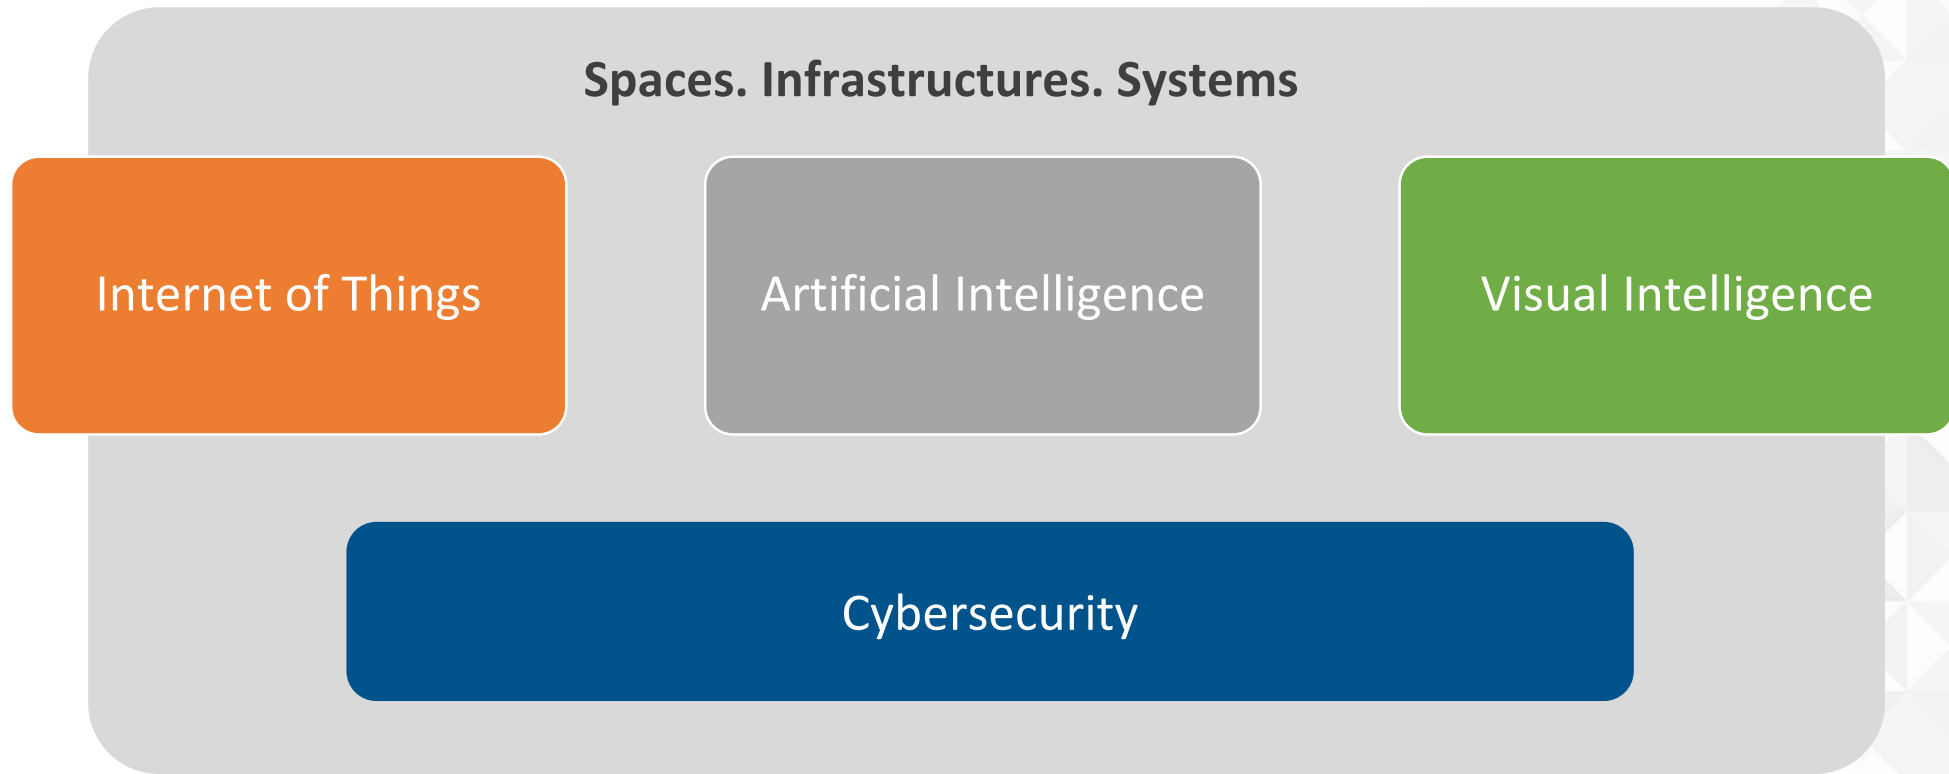 Spaces. Infrastructures. Systems
Internet of Things
Artificial Intelligence
Visual Intelligence
Cybersecurity